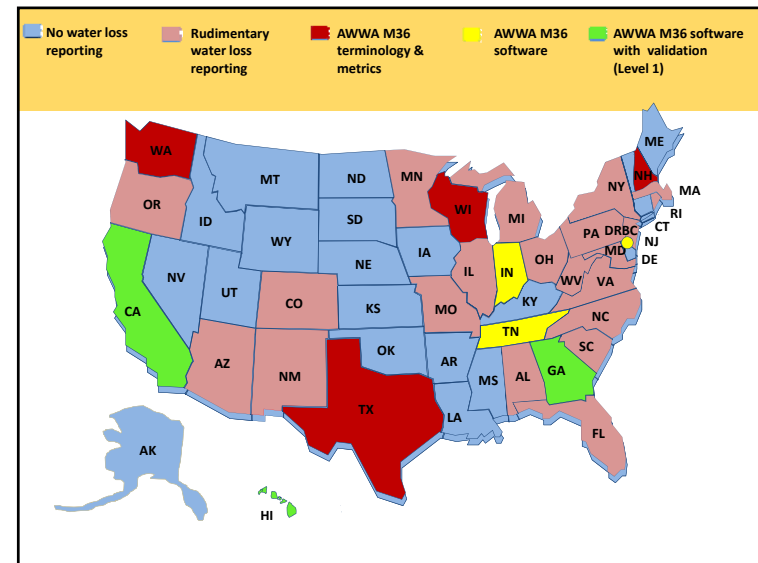 No water loss
reporting
Rudimentary
water loss
reporting
AWWA M36
terminology &
metrics
AWWA M36
software
AWWA M36 software
with validation
(Level 1)
WA
MT
ND
MN
ME
NH
NY
MA
OR
ID
SD
WI
MI
RI
CT
WY
IA
PA
DRBC
NJ
NV
NE
IL
IN
OH
MD
DE
UT
CO
KS
MO
KY
WV
VA
CA
NC
TN
AZ
NM
OK
AR
SC
MS
AL
GA
TX
LA
FL
AK
HI